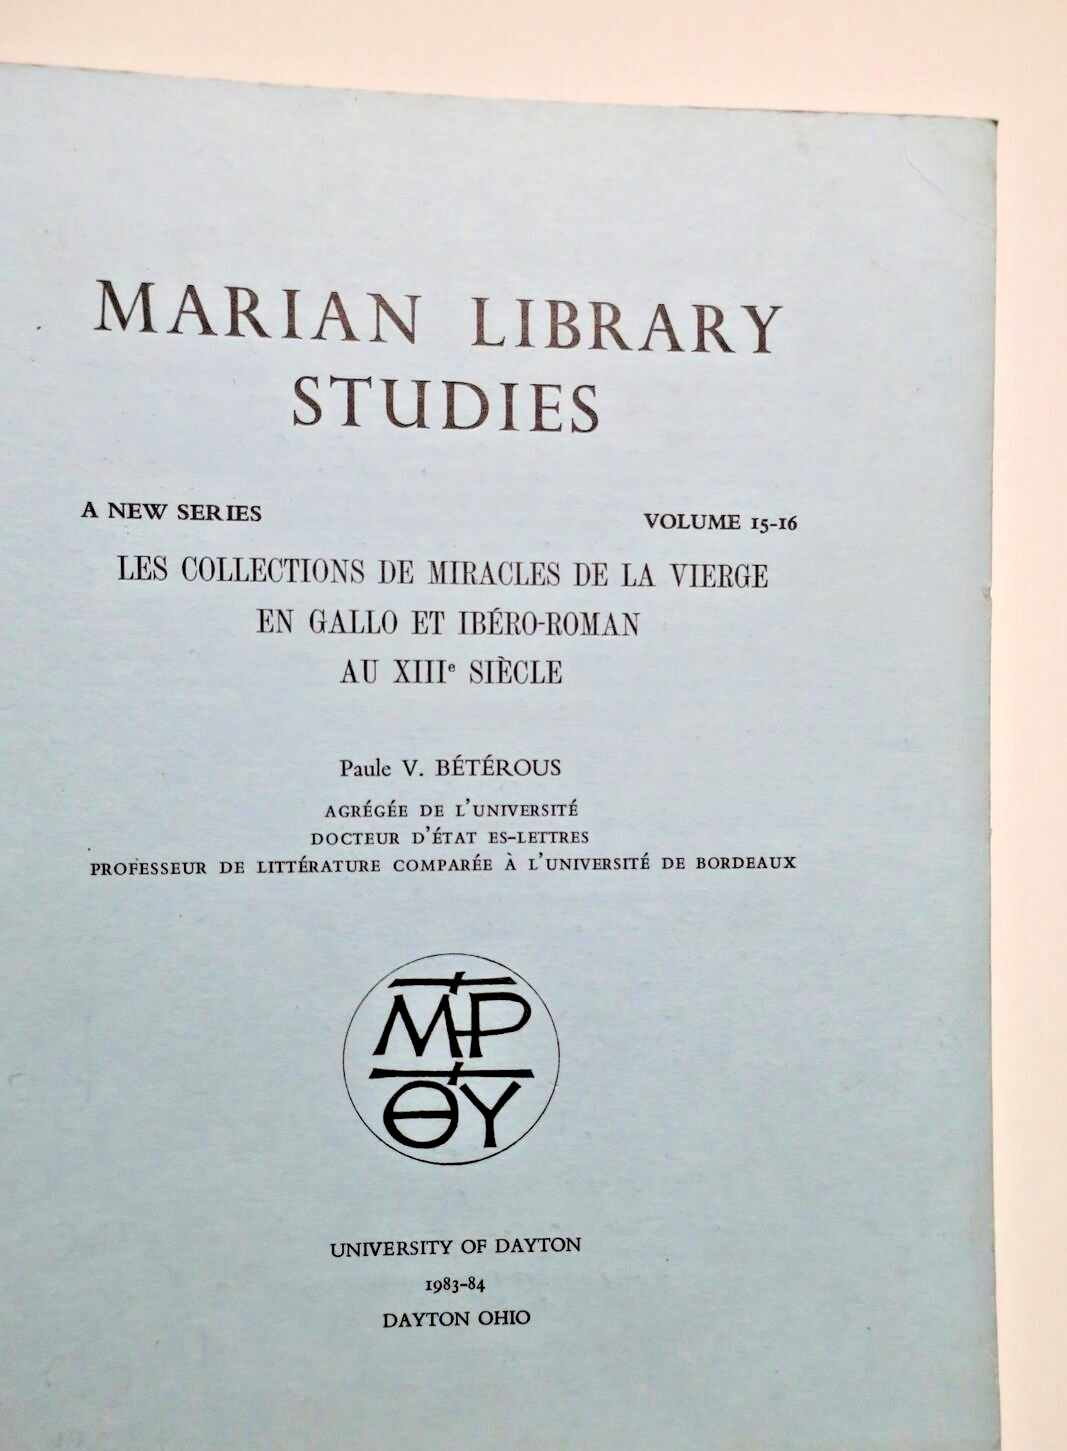 MARIAN LIBRARY
STUDIES
A NEW SERIES
VOLUME 15-16
LES COLLECTIONS DE MIRACLES DE LA VIERGE
EN GALLO ET IBÉRO-ROMAN
AU XIIIᵉ SIÈCLE
Paule V. BÉTÉROUS
AGRÉGÉE DE L'UNIVERSITÉ
DOCTEUR D'ÉTAT ES-LETTRES
PROFESSEUR DE LITTÉRATURE COMPARÉE À L'UNIVERSITÉ DE BORDEAUX
ΜΡ
ΘΥ
UNIVERSITY OF DAYTON
1983-84
DAYTON OHIO